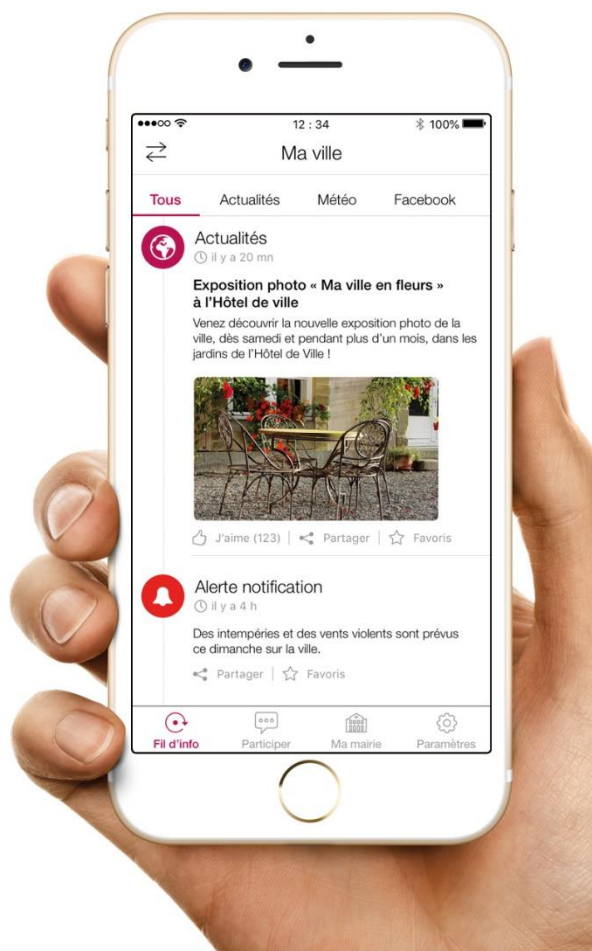 12 : 34
100%
Ma ville
Tous
Actualités
Météo
Facebook
Actualités
il y a 20 mn
Exposition photo « Ma ville en fleurs »
à l'Hôtel de ville
Venez découvrir la nouvelle exposition photo de la
ville, dès samedi et pendant plus d'un mois, dans les
jardins de l'Hôtel de Ville !
J'aime (123)
Partager
Favoris
Alerte notification
il y a 4 h
Des intempéries et des vents violents sont prévus
ce dimanche sur la ville.
Partager
Favoris
Fil d'info
Participer
Ma mairie
Paramètres